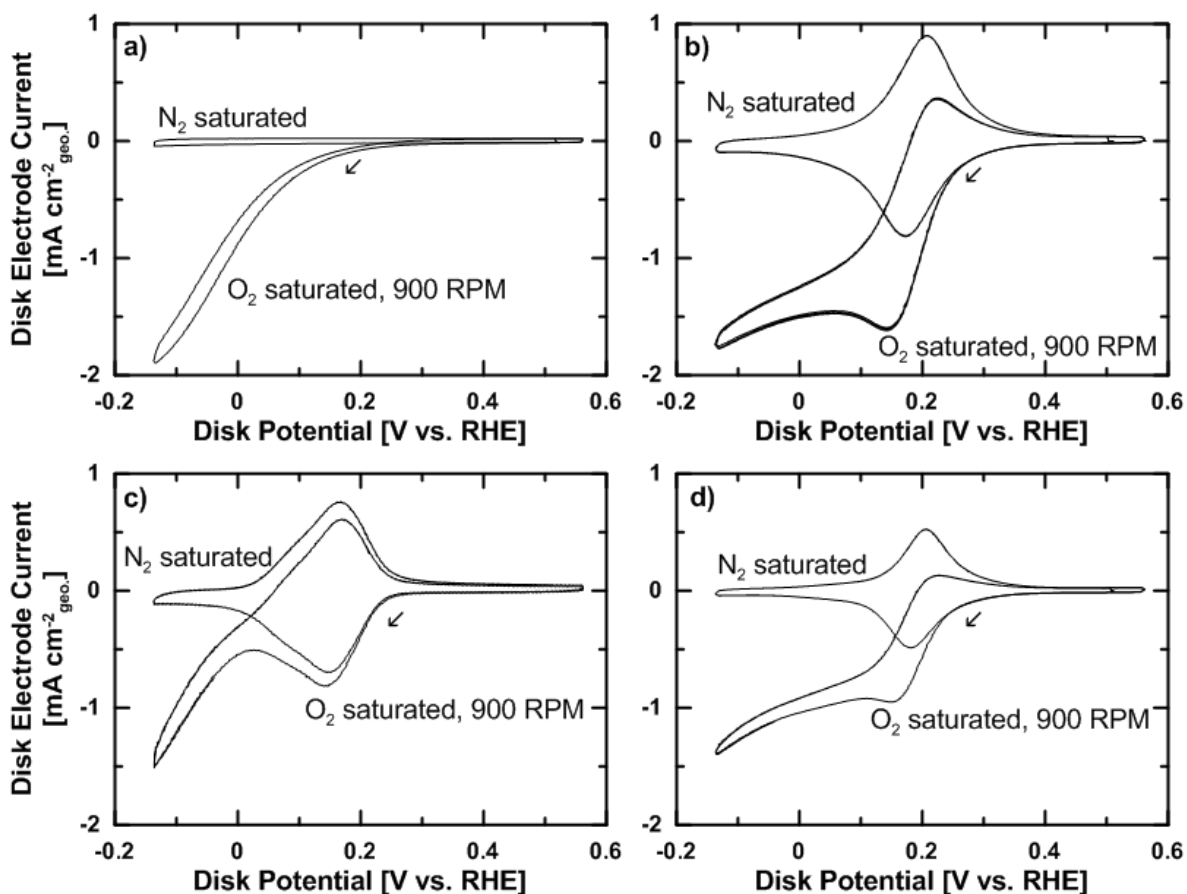 a)
N₂ saturated
O₂ saturated, 900 RPM
1
0
-1
-2
-0.2
0
0.2
0.4
0.6
Disk Electrode Current
[mA cm⁻²geo.]
Disk Potential [V vs. RHE]
b)
N₂ saturated
O₂ saturated, 900 RPM
1
0
-1
-2
-0.2
0
0.2
0.4
0.6
Disk Potential [V vs. RHE]
c)
N₂ saturated
O₂ saturated, 900 RPM
1
0
-1
-2
-0.2
0
0.2
0.4
0.6
Disk Electrode Current
[mA cm⁻²geo.]
Disk Potential [V vs. RHE]
d)
N₂ saturated
O₂ saturated, 900 RPM
1
0
-1
-2
-0.2
0
0.2
0.4
0.6
Disk Potential [V vs. RHE]